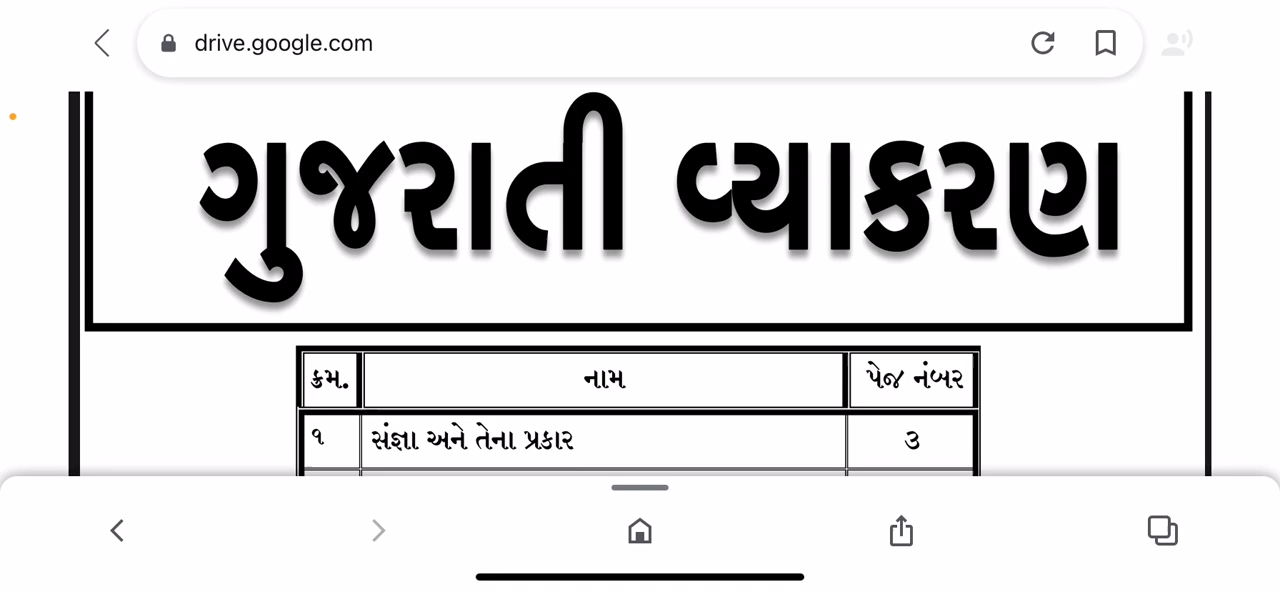 drive.google.com
ગુજરાતી વ્યાકરણ
ક્રમ. નામ પેજ નંબર
૧ સંજ્ઞા અને તેના પ્રકાર ૩